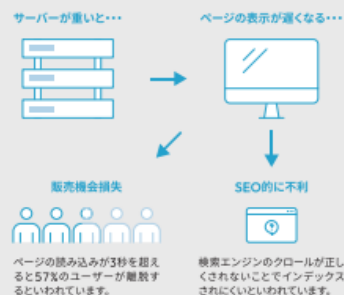 サーバーが重いと･･･
ページの表示が遅くなる･･･
販売機会損失
ページの読み込みが3秒を超え
ると57%のユーザーが離脱す
るといわれています。
SEO的に不利
検索エンジンのクロールが正し
くされないことでインデックス
されにくいといわれています。